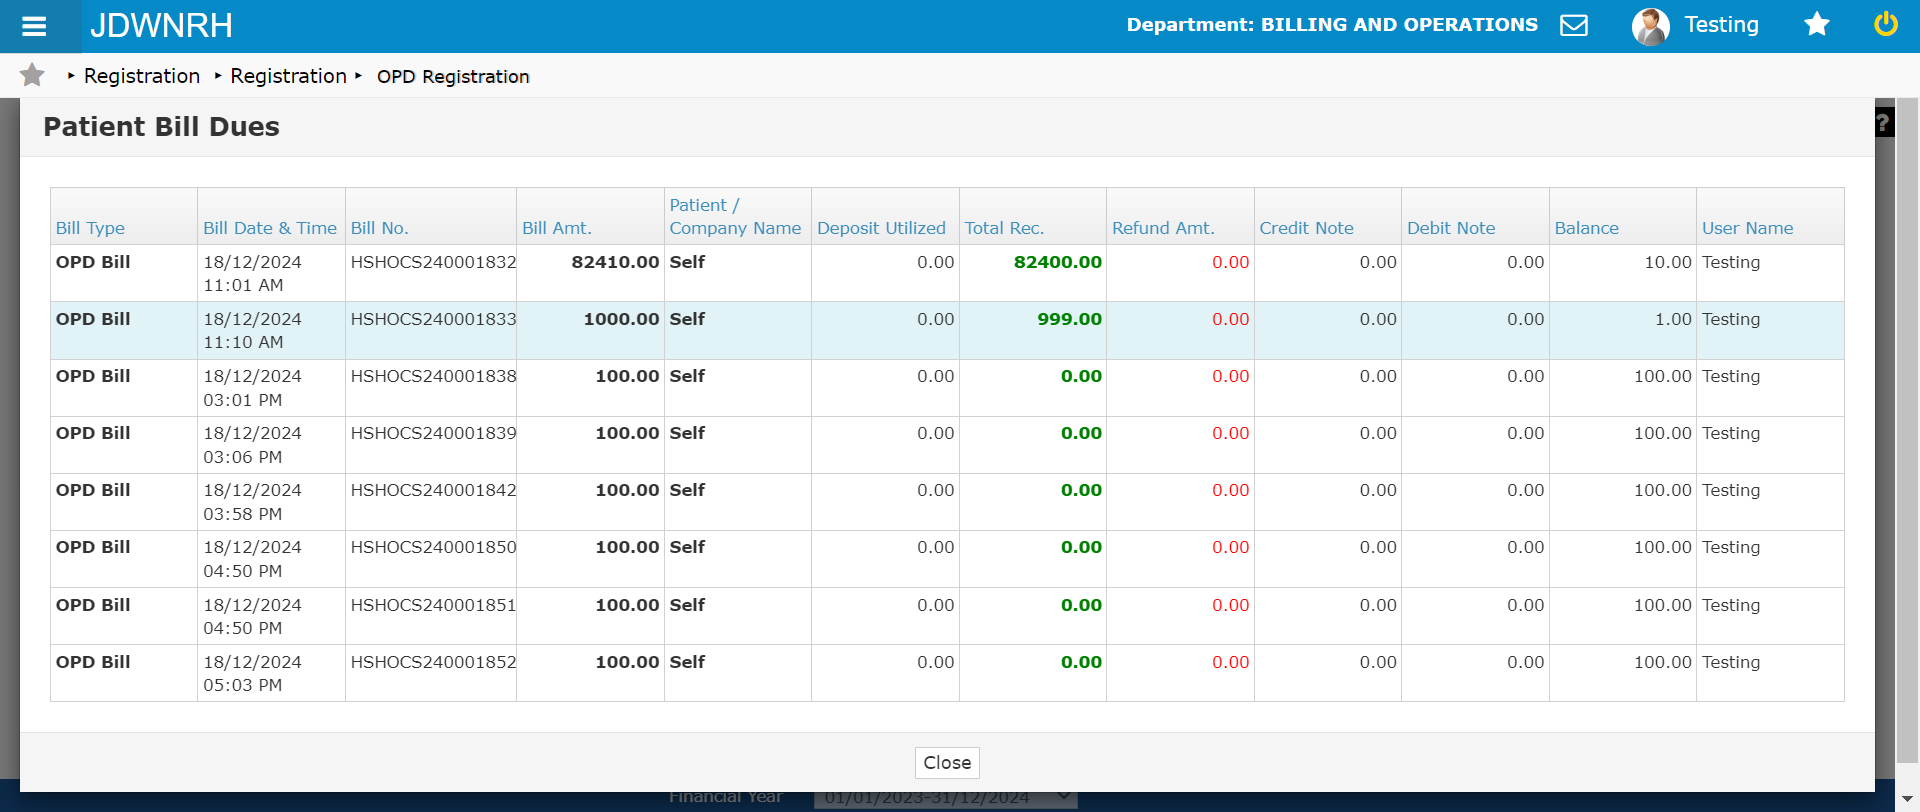 JDWNRH
Department: BILLING AND OPERATIONS
Testing
Registration
Registration
OPD Registration
Patient Bill Dues
?
Bill Type Bill Date & Time Bill No. Bill Amt. Patient / Company Name Deposit Utilized Total Rec. Refund Amt. Credit Note Debit Note Balance User Name
OPD Bill 18/12/2024 11:01 AM HSHOCS240001832 82410.00 Self 0.00 82400.00 0.00 0.00 0.00 10.00 Testing
OPD Bill 18/12/2024 11:10 AM HSHOCS240001833 1000.00 Self 0.00 999.00 0.00 0.00 0.00 1.00 Testing
OPD Bill 18/12/2024 03:01 PM HSHOCS240001838 100.00 Self 0.00 0.00 0.00 0.00 0.00 100.00 Testing
OPD Bill 18/12/2024 03:06 PM HSHOCS240001839 100.00 Self 0.00 0.00 0.00 0.00 0.00 100.00 Testing
OPD Bill 18/12/2024 03:58 PM HSHOCS240001842 100.00 Self 0.00 0.00 0.00 0.00 0.00 100.00 Testing
OPD Bill 18/12/2024 04:50 PM HSHOCS240001850 100.00 Self 0.00 0.00 0.00 0.00 0.00 100.00 Testing
OPD Bill 18/12/2024 04:50 PM HSHOCS240001851 100.00 Self 0.00 0.00 0.00 0.00 0.00 100.00 Testing
OPD Bill 18/12/2024 05:03 PM HSHOCS240001852 100.00 Self 0.00 0.00 0.00 0.00 0.00 100.00 Testing
Close
Financial Year 01/01/2023-31/12/2024